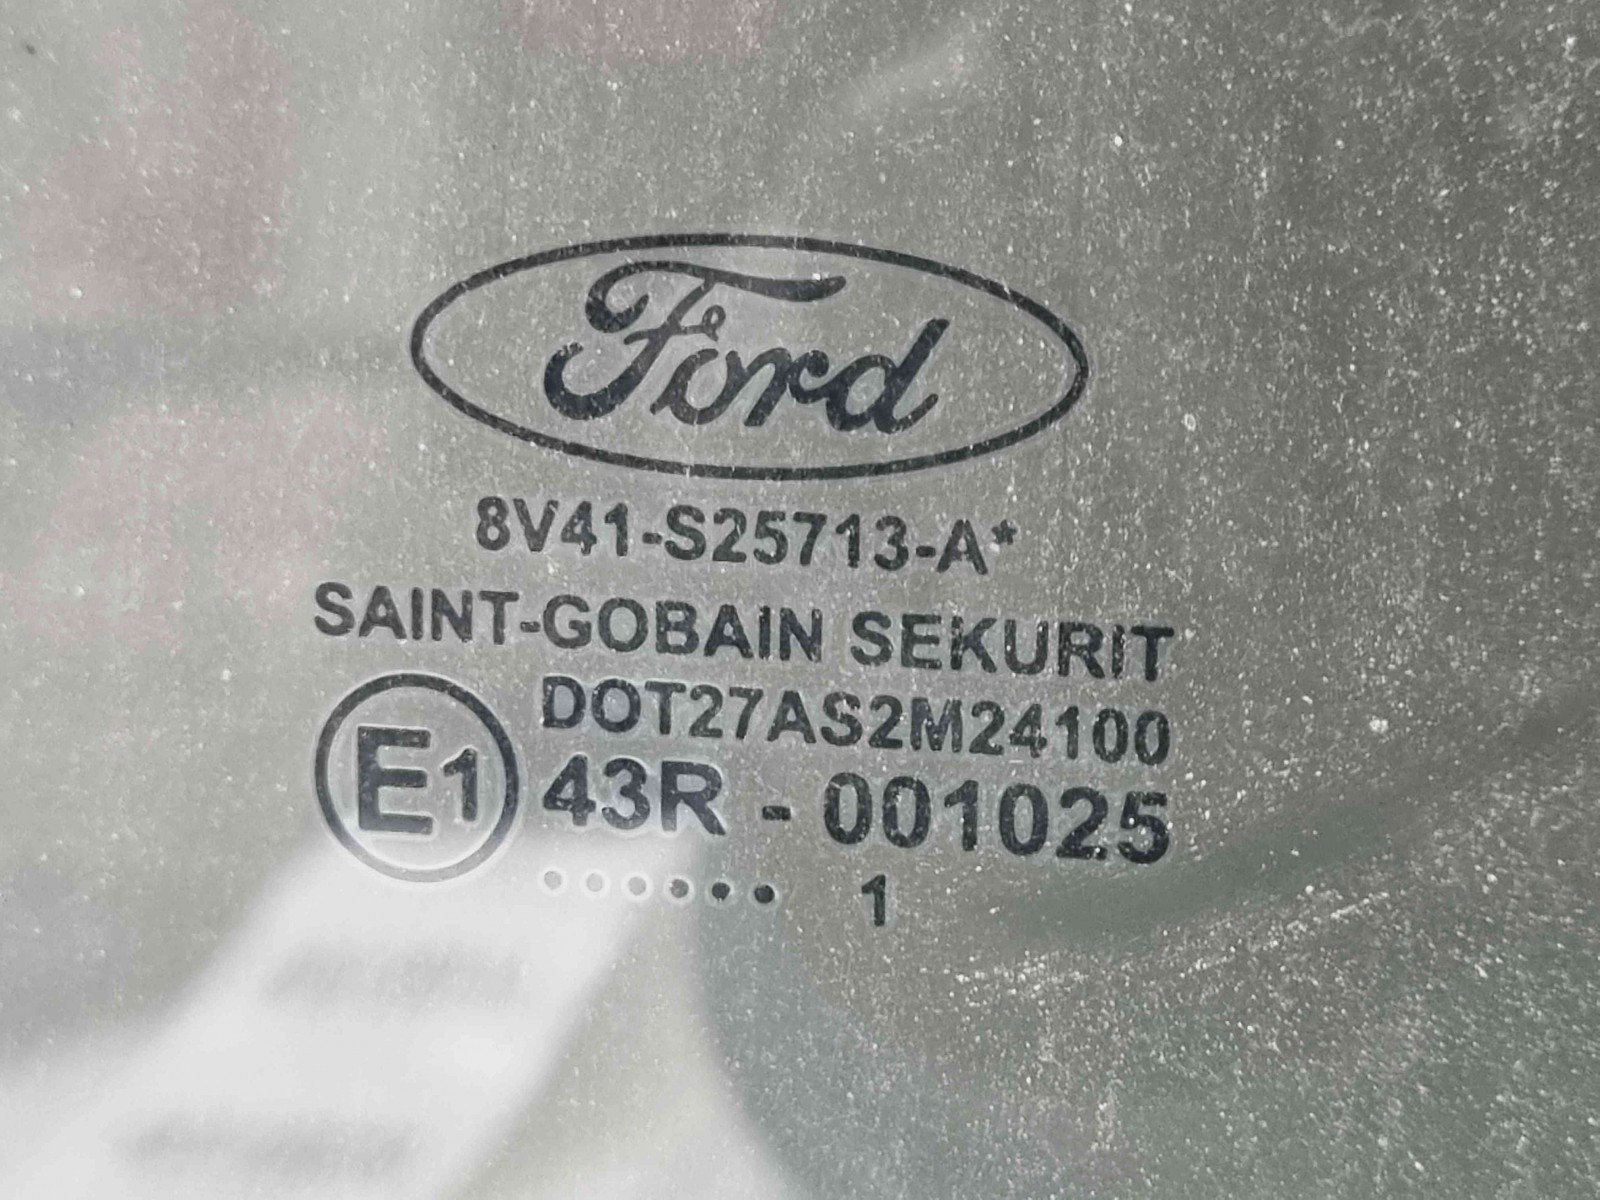 Ford
8V41-S25713-A*
SAINT-GOBAIN SEKURIT
DOT27AS2M24100
E1 43R - 001025
...... 1